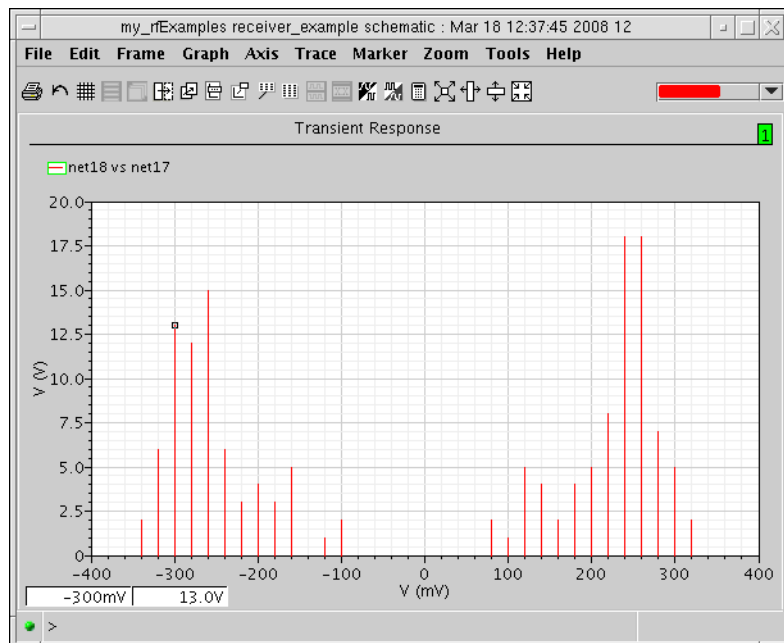 my_rfExamples receiver_example schematic : Mar 18 12:37:45 2008 12
File Edit Frame Graph Axis Trace Marker Zoom Tools Help
Transient Response
1
net18 vs net17
20.0
17.5
15.0
12.5
10.0
7.5
5.0
2.5
0
V (V)
-400 -300 -200 -100 0 100 200 300 400
V (mV)
-300mV 13.0V
>